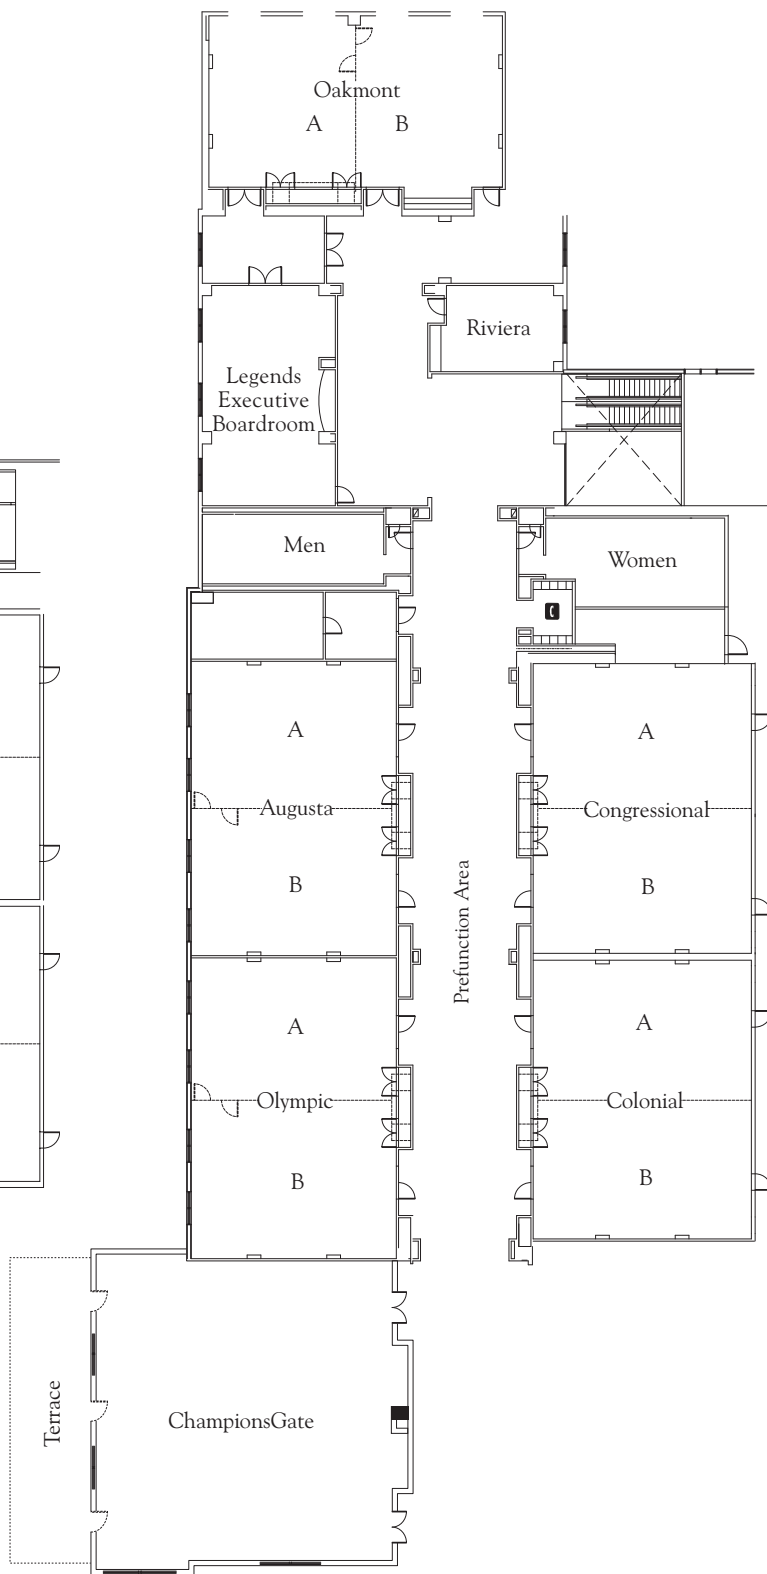 Oakmont
A
B
Riviera
Legends
Executive
Boardroom
Men
Women
A
A
Augusta
Congressional
B
B
Prefunction Area
A
A
Olympic
Colonial
B
B
Terrace
ChampionsGate